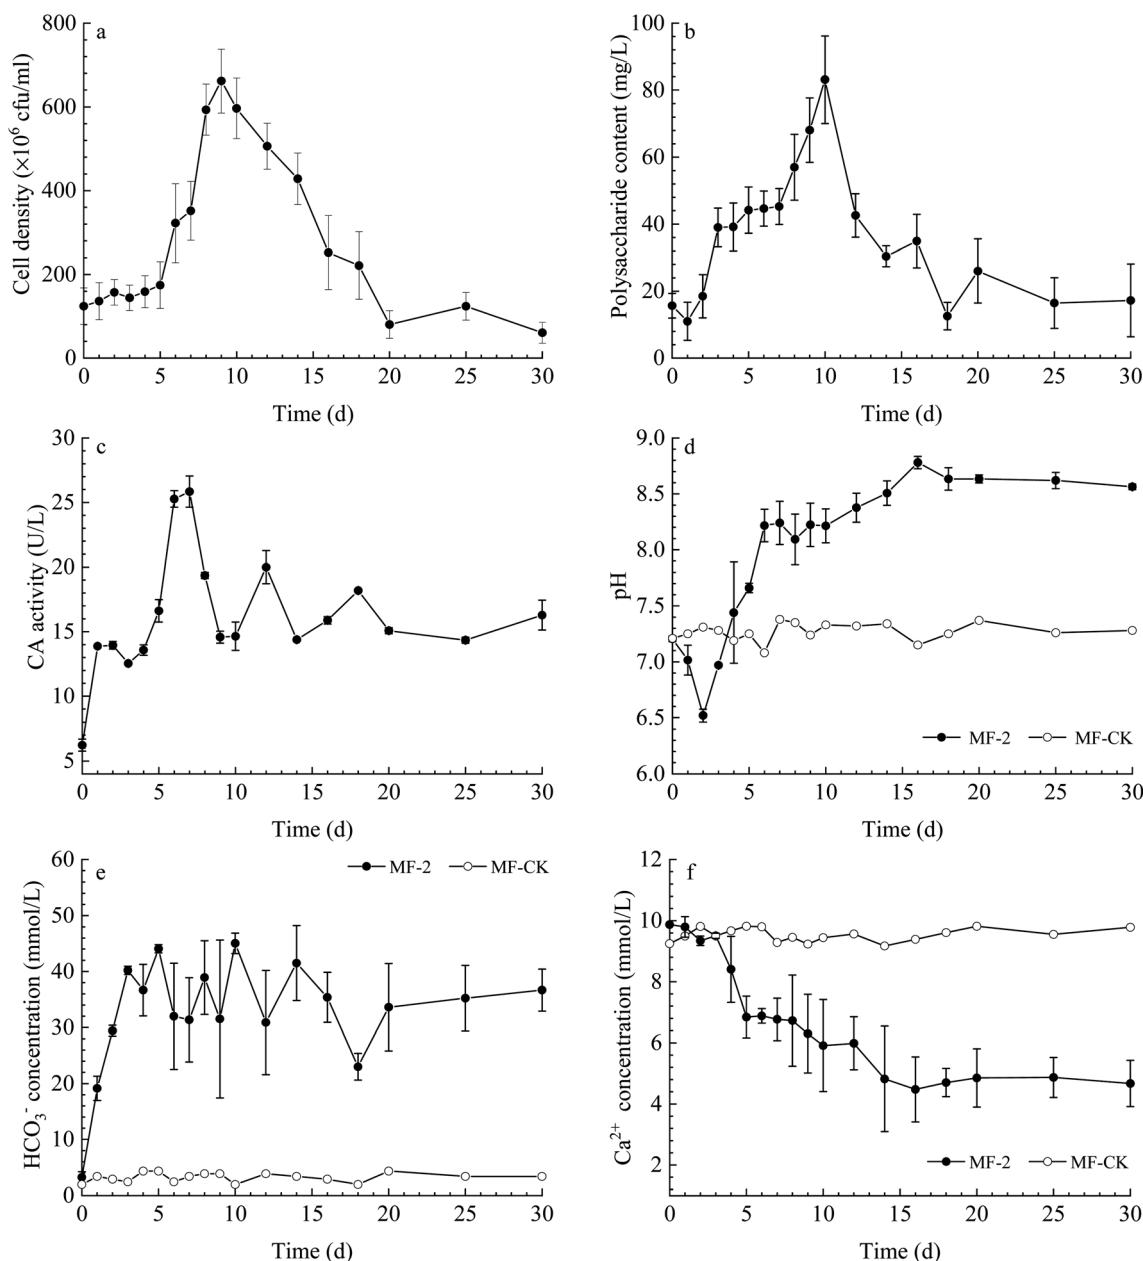 a
Cell density (×10⁶ cfu/ml)
800
600
400
200
0
0 5 10 15 20 25 30
Time (d)
b
Polysaccharide content (mg/L)
100
80
60
40
20
0
0 5 10 15 20 25 30
Time (d)
c
CA activity (U/L)
30
25
20
15
10
5
0 5 10 15 20 25 30
Time (d)
d
pH
9.0
8.5
8.0
7.5
7.0
6.5
6.0
MF-2 MF-CK
0 5 10 15 20 25 30
Time (d)
e
MF-2 MF-CK
HCO₃⁻ concentration (mmol/L)
60
50
40
30
20
10
0
0 5 10 15 20 25 30
Time (d)
f
Ca²⁺ concentration (mmol/L)
12
10
8
6
4
2
MF-2 MF-CK
0 5 10 15 20 25 30
Time (d)